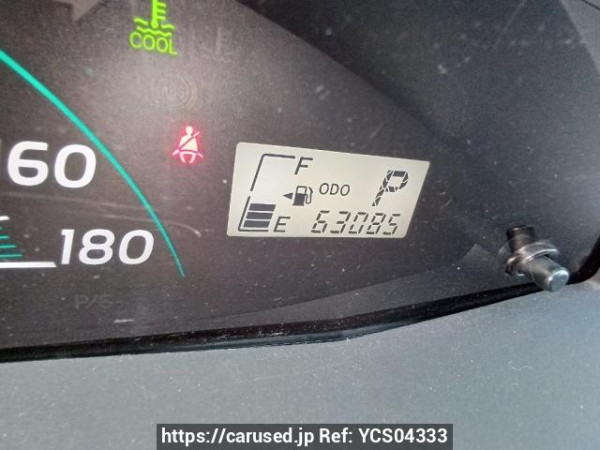 COOL
160
180
F
ODO
P
E
63085
P/S
https://carused.jp Ref: YCS04333